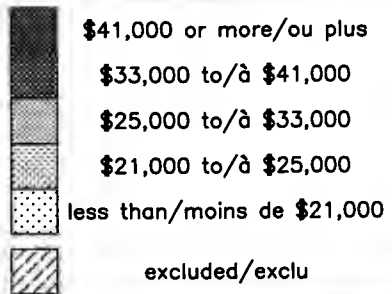 $41,000 or more/ou plus
$33,000 to/à $41,000
$25,000 to/à $33,000
$21,000 to/à $25,000
less than/moins de $21,000
excluded/exclu